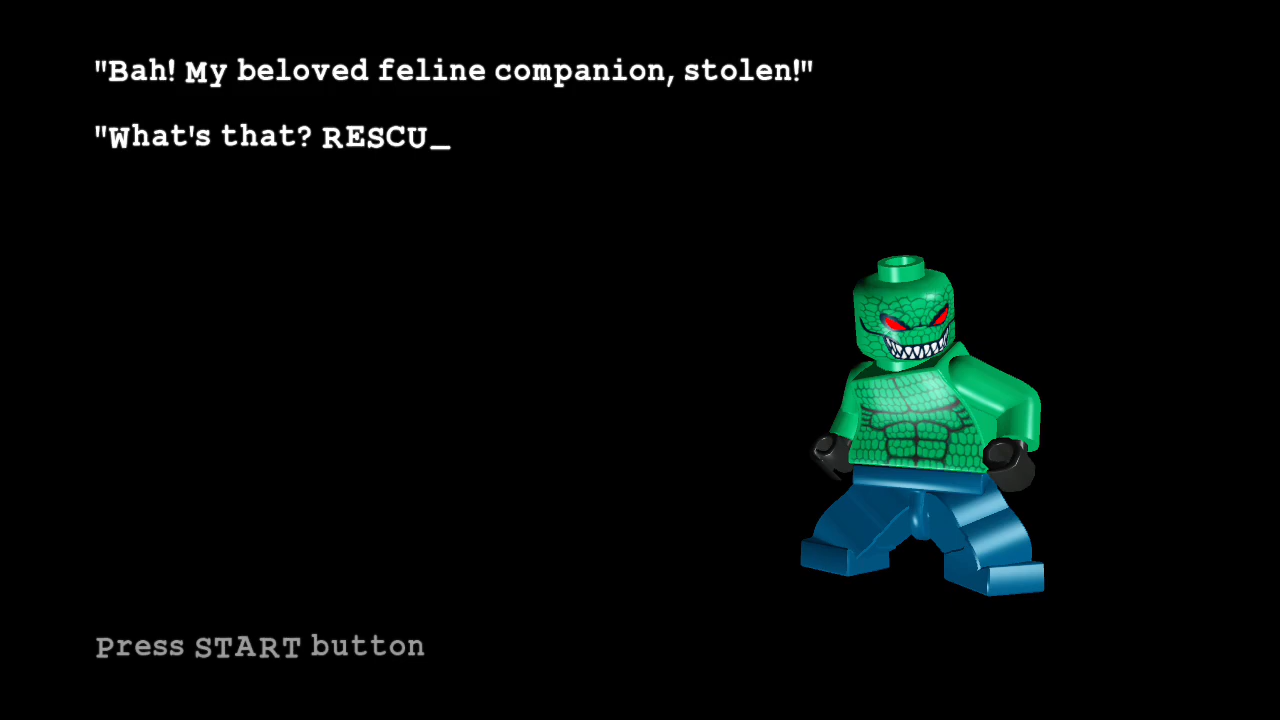 "Bah! My beloved feline companion, stolen!"
"What's that? RESCU_
Press START button